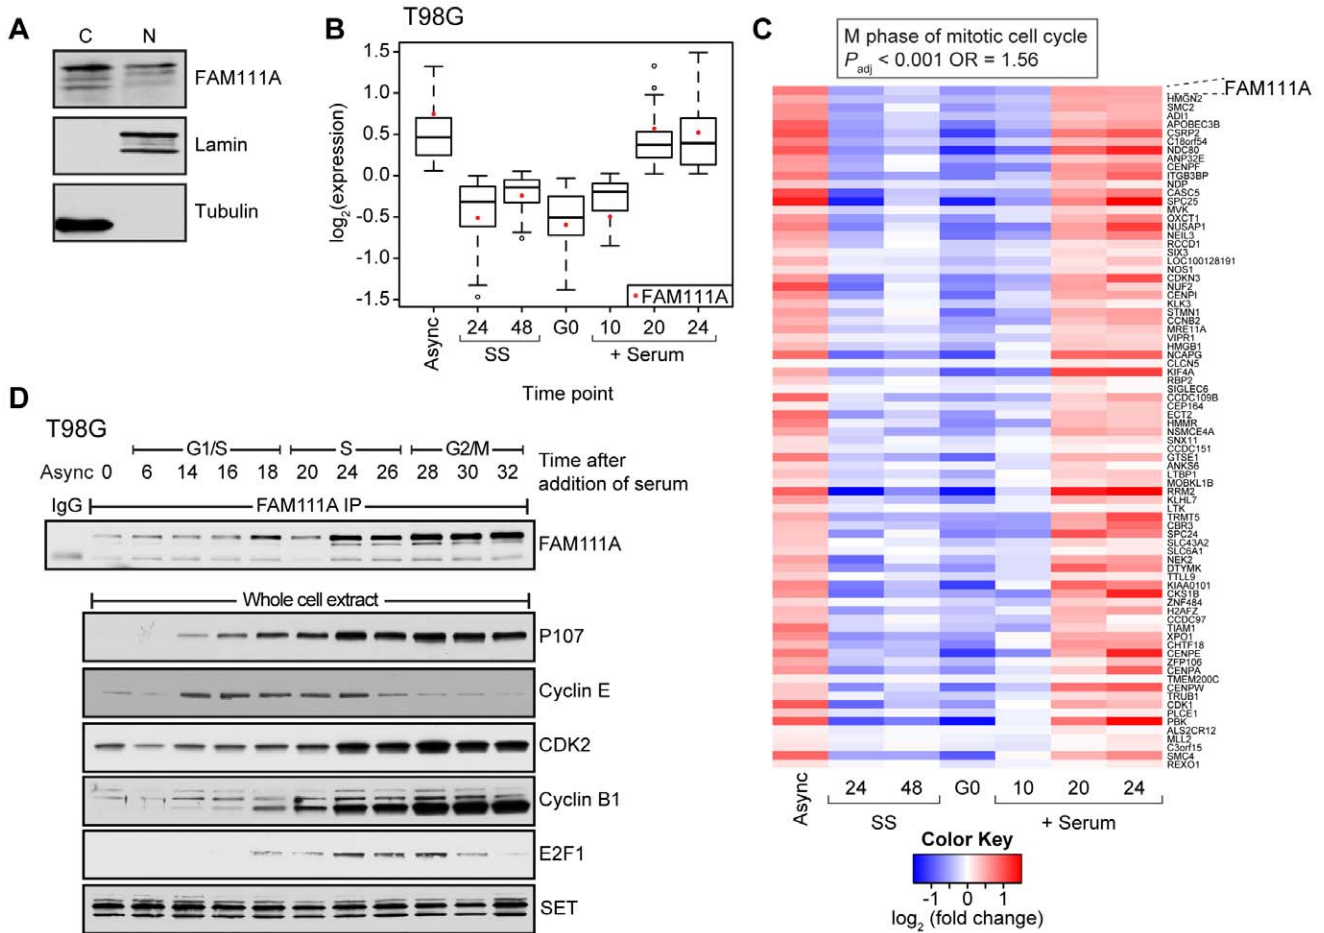 A
C N
FAM111A
Lamin
Tubulin
B
T98G
log2(expression)
1.5
1.0
0.5
0.0
-0.5
-1.0
-1.5
FAM111A
Async 24 48 G0 10 20 24
SS + Serum
Time point
C
M phase of mitotic cell cycle
Padj < 0.001 OR = 1.56
FAM111A
HMGN2
SMC2
ADI1
APOBEC3B
CSRP2
C18orf54
NDC80
ANP32E
CENPF
ITGB3BP
NDP
CASC5
SPC25
MVK
OXCT1
NUSAP1
NEIL3
RCCD1
SIX3
LOC100128191
NOS1
CDKN3
NUF2
CENPI
KLK3
STMN1
CCNB2
MRE11A
VIPR1
HMGB1
NCAPG
CLCN5
KIF4A
RBP2
SIGLEC6
CCDC109B
CEP164
ECT2
HMMR
NSMCE4A
SNX11
CCDC151
GTSE1
ANKS6
LTBP1
MOBKL1B
RRM2
KLHL7
LTK
TRMT5
CBR3
SPC24
SLC43A2
SLC6A1
NEK2
DTYMK
TTLL9
KIAA0101
CKS1B
ZNF484
H2AFZ
CCDC97
TIAM1
XPO1
CHTF18
CENPE
ZFP106
CENPA
TMEM200C
CENPW
TRUB1
CDK1
PLCE1
PBK
ALS2CR12
MLL2
C3orf15
SMC4
REXO1
Async 24 48 G0 10 20 24
SS + Serum
Color Key
-1 0 1
log2 (fold change)
D
T98G
G1/S S G2/M
Async 0 6 14 16 18 20 24 26 28 30 32
Time after
addition of serum
IgG FAM111A IP
FAM111A
Whole cell extract
P107
Cyclin E
CDK2
Cyclin B1
E2F1
SET